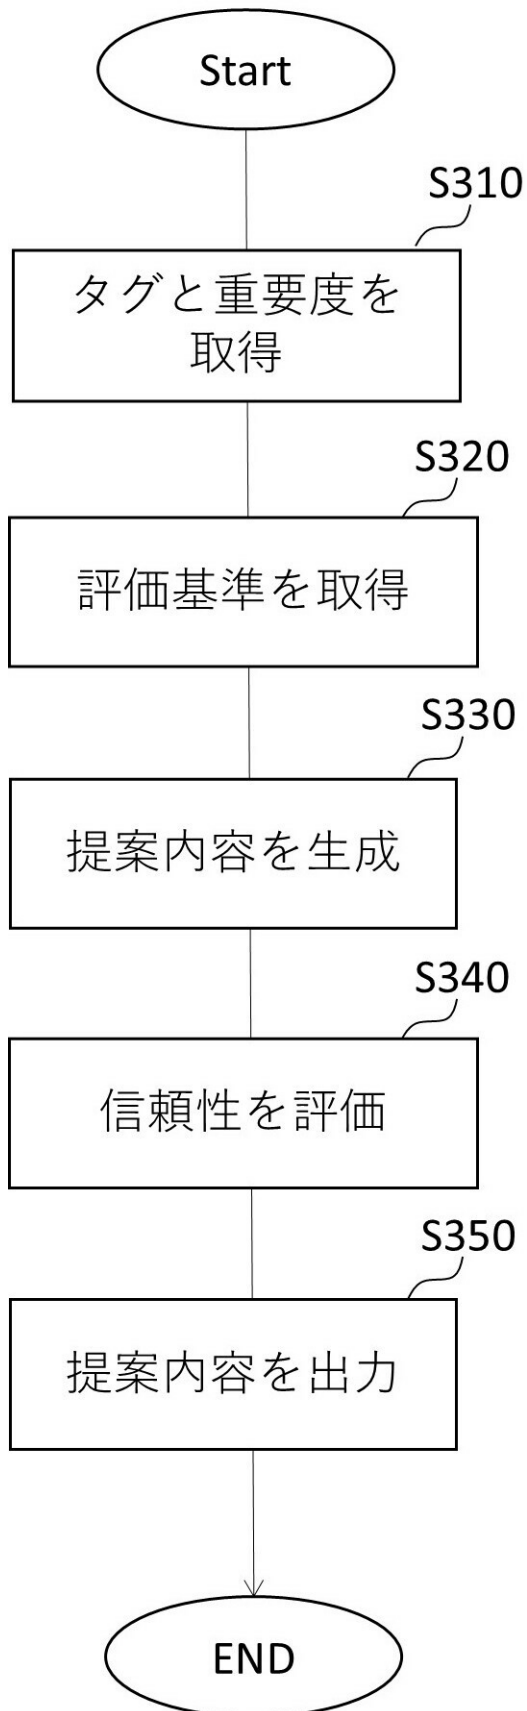 Start
S310
タグと重要度を
取得
S320
評価基準を取得
S330
提案内容を生成
S340
信頼性を評価
S350
提案内容を出力
END